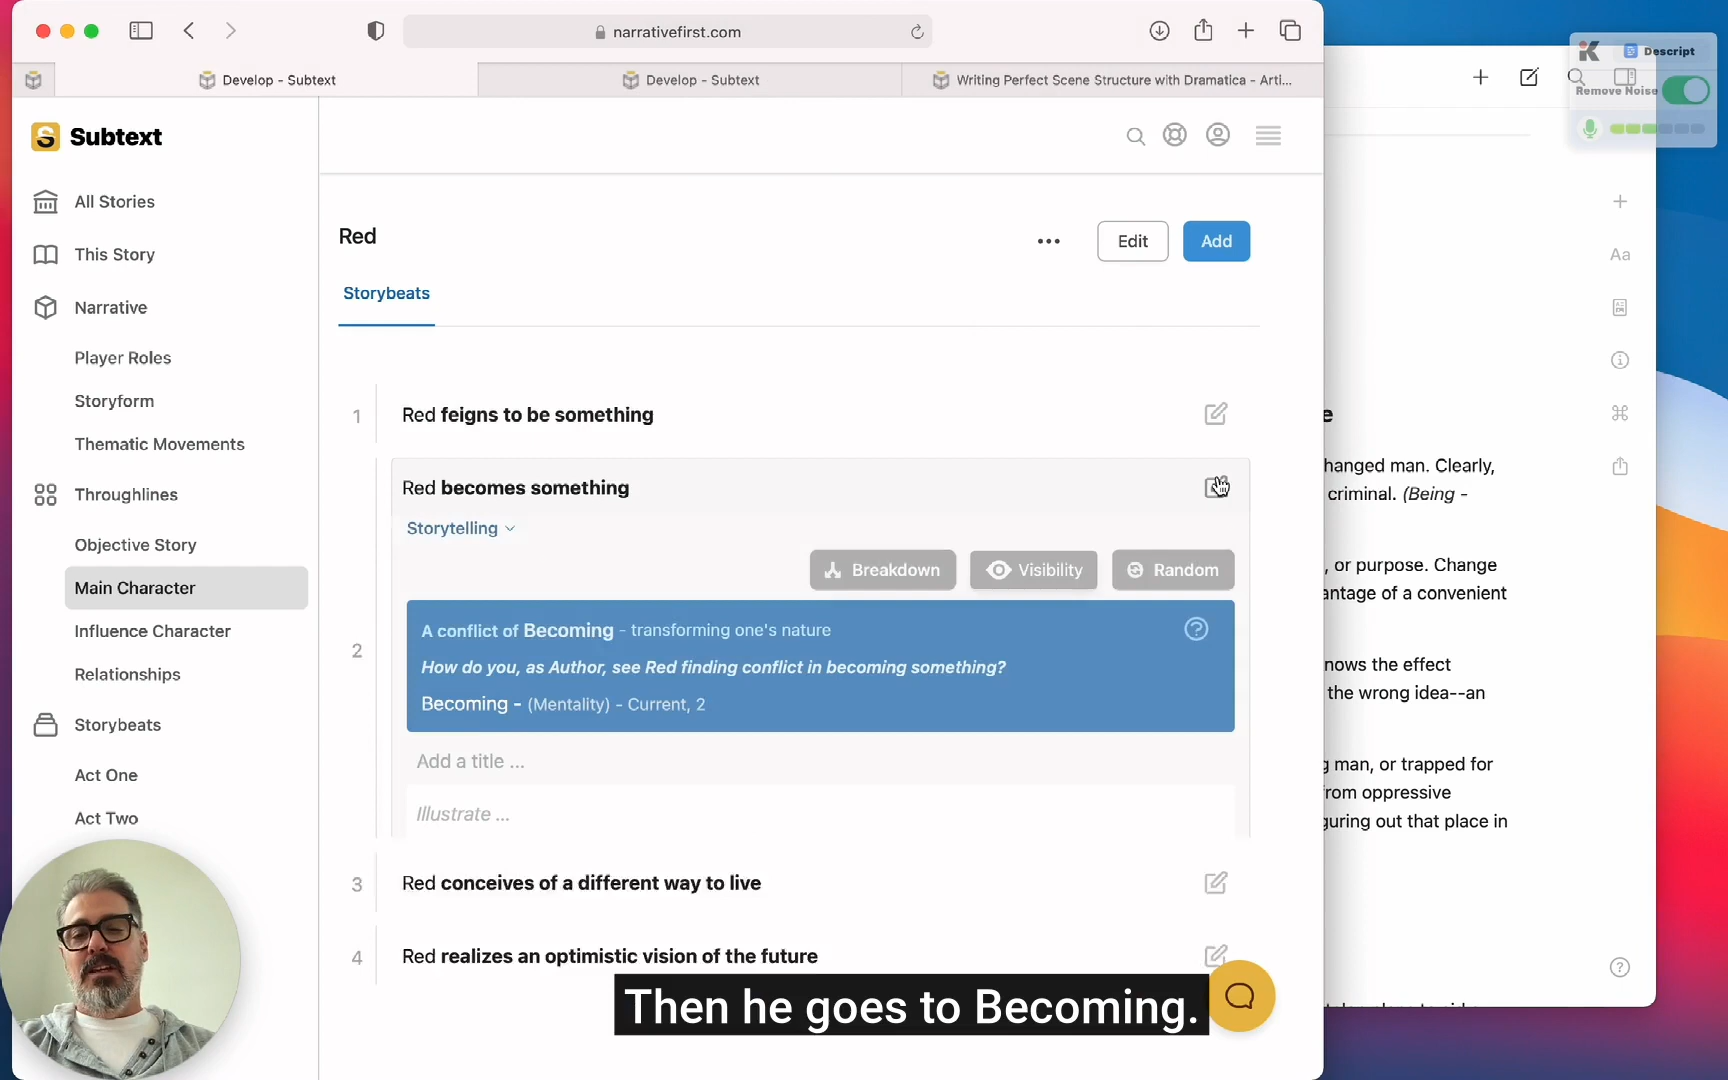 narrativefirst.com
Develop - Subtext
Develop - Subtext
Writing Perfect Scene Structure with Dramatica - Arti...
Descript
Remove Noise
Subtext
All Stories
This Story
Narrative
Player Roles
Storyform
Thematic Movements
Throughlines
Objective Story
Main Character
Influence Character
Relationships
Storybeats
Act One
Act Two
Red
Edit
Add
Storybeats
1
Red feigns to be something
Red becomes something
Storytelling
Breakdown
Visibility
Random
2
A conflict of Becoming - transforming one's nature
How do you, as Author, see Red finding conflict in becoming something?
Becoming - (Mentality) - Current, 2
Add a title ...
Illustrate ...
3
Red conceives of a different way to live
4
Red realizes an optimistic vision of the future
Then he goes to Becoming.
Aa
e
hanged man. Clearly,
criminal. (Being -
, or purpose. Change
antage of a convenient
nows the effect
the wrong idea--an
g man, or trapped for
from oppressive
guring out that place in